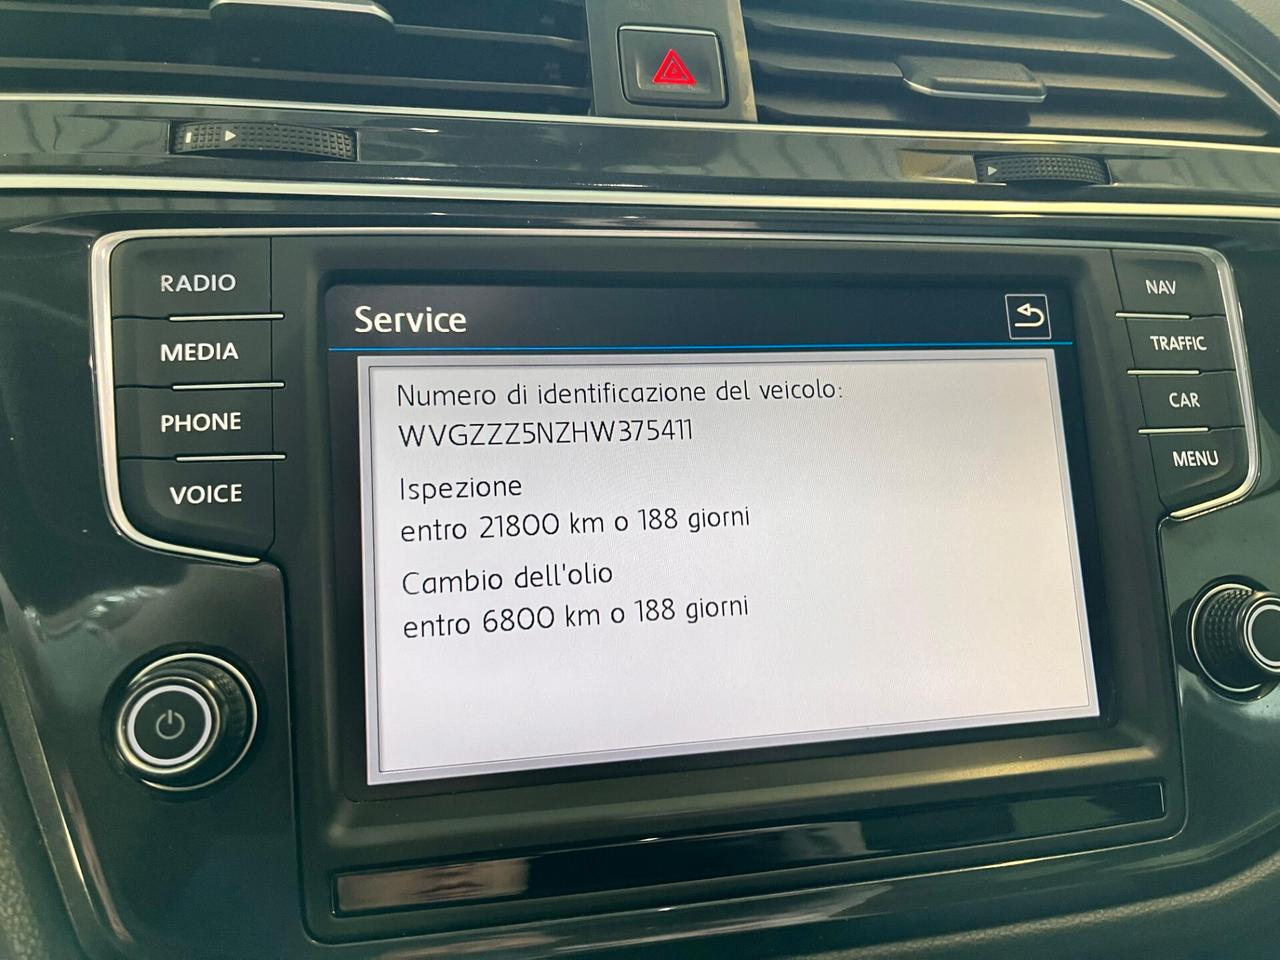 RADIO
MEDIA
PHONE
VOICE
Service
Numero di identificazione del veicolo:
WVGZZZ5NZHW375411
Ispezione
entro 21800 km o 188 giorni
Cambio dell'olio
entro 6800 km o 188 giorni
NAV
TRAFFIC
CAR
MENU